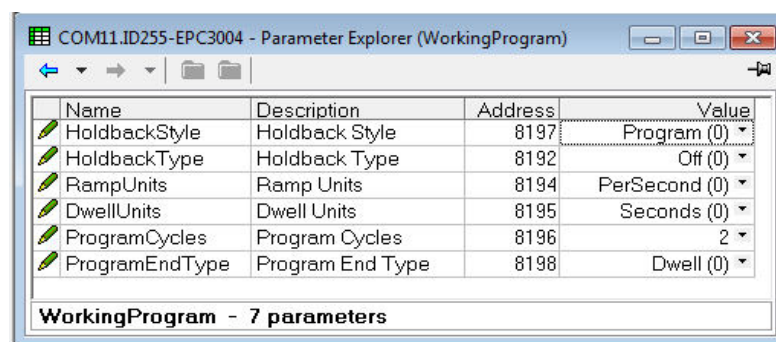 COM11.ID255-EPC3004 - Parameter Explorer (WorkingProgram)
Name Description Address Value
HoldbackStyle Holdback Style 8197 Program (0)
HoldbackType Holdback Type 8192 Off (0)
RampUnits Ramp Units 8194 PerSecond (0)
DwellUnits Dwell Units 8195 Seconds (0)
ProgramCycles Program Cycles 8196 2
ProgramEndType Program End Type 8198 Dwell (0)
WorkingProgram - 7 parameters